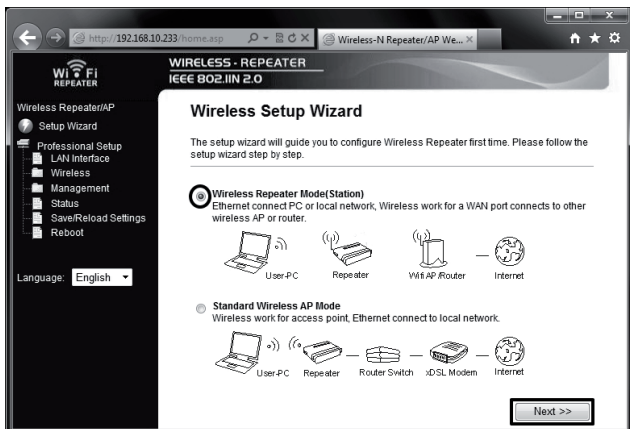 http://192.168.10.233/home.asp
Wireless-N Repeater/AP We...
Wi Fi
REPEATER
WIRELESS - REPEATER
IEEE 802.11N 2.0
Wireless Repeater/AP
Setup Wizard
Professional Setup
LAN Interface
Wireless
Management
Status
Save/Reload Settings
Reboot
Language: English
Wireless Setup Wizard
The setup wizard will guide you to configure Wireless Repeater first time. Please follow the
setup wizard step by step.
Wireless Repeater Mode(Station)
Ethernet connect PC or local network, Wireless work for a WAN port connects to other
wireless AP or router.
User-PC Repeater Wifi AP/Router Internet
Standard Wireless AP Mode
Wireless work for access point, Ethernet connect to local network.
User-PC Repeater Router Switch xDSL Modem Internet
Next >>